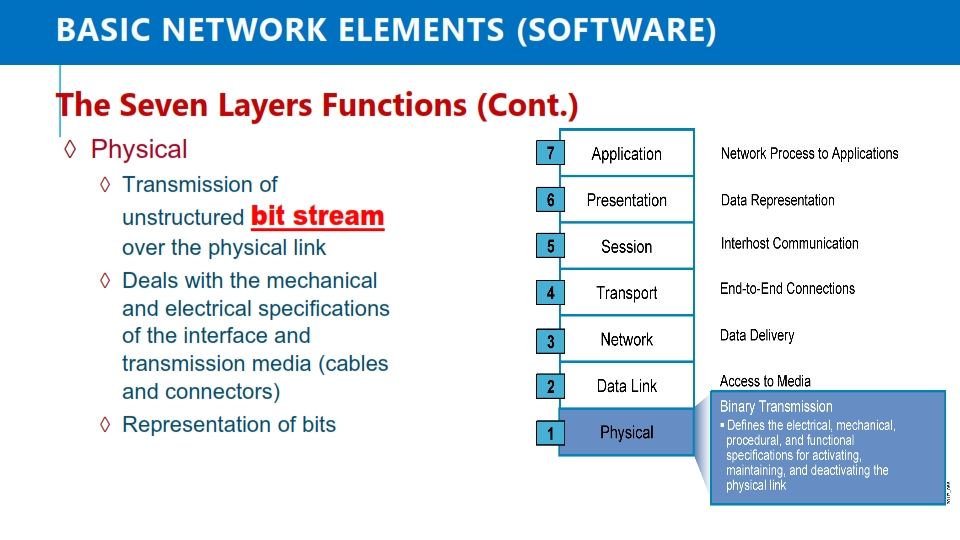 BASIC NETWORK ELEMENTS (SOFTWARE)
The Seven Layers Functions (Cont.)
◊ Physical
◊ Transmission of
unstructured bit stream
over the physical link
◊ Deals with the mechanical
and electrical specifications
of the interface and
transmission media (cables
and connectors)
◊ Representation of bits
7 Application Network Process to Applications
6 Presentation Data Representation
5 Session Interhost Communication
4 Transport End-to-End Connections
3 Network Data Delivery
2 Data Link Access to Media
1 Physical
Binary Transmission
▪ Defines the electrical, mechanical,
procedural, and functional
specifications for activating,
maintaining, and deactivating the
physical link